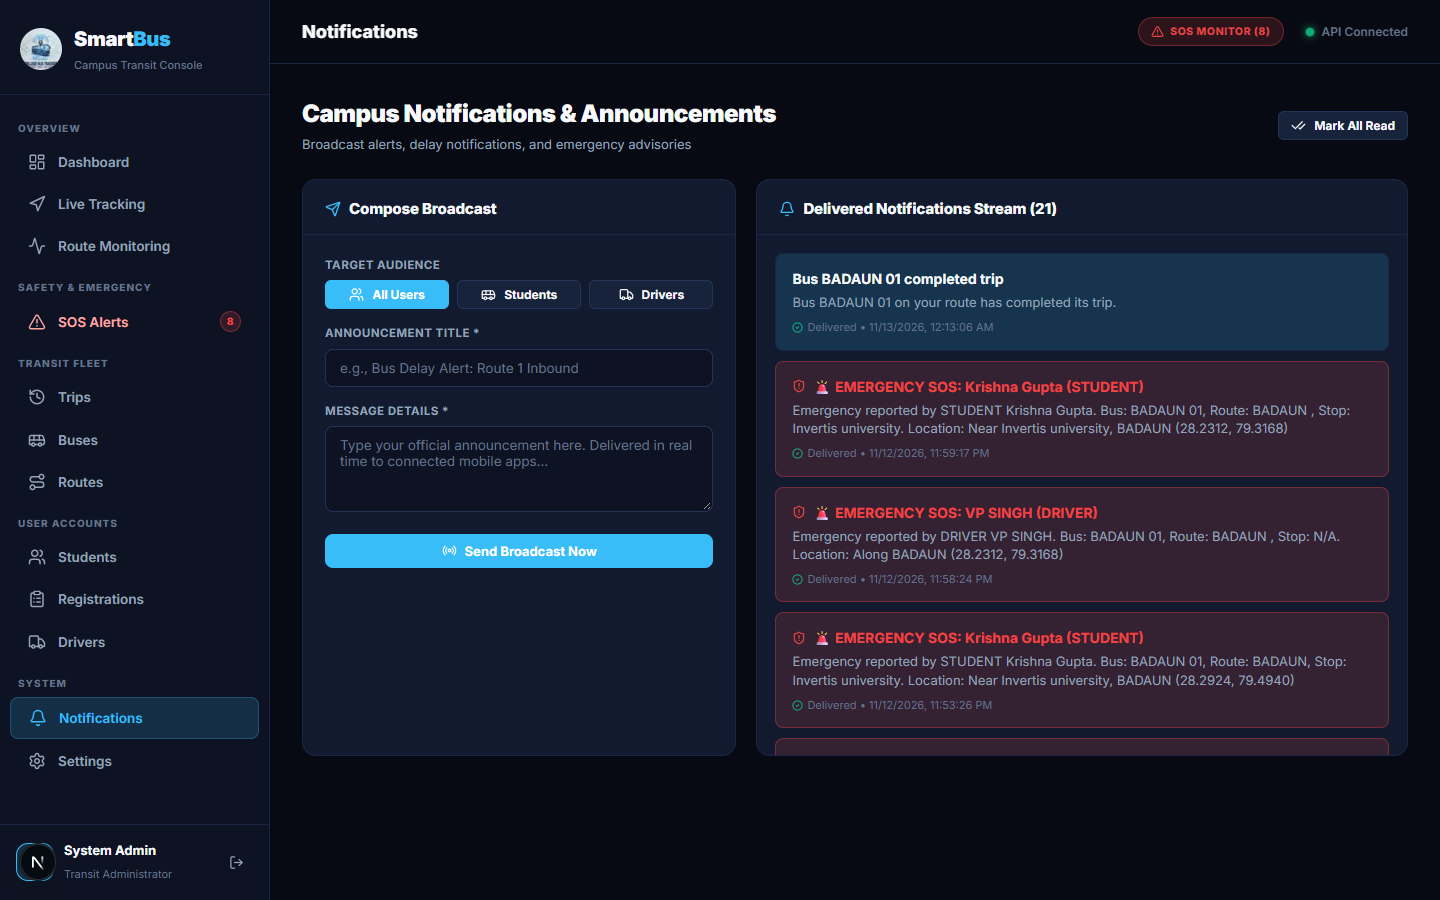 SmartBus
Campus Transit Console
OVERVIEW
Dashboard
Live Tracking
Route Monitoring
SAFETY & EMERGENCY
SOS Alerts
8
TRANSIT FLEET
Trips
Buses
Routes
USER ACCOUNTS
Students
Registrations
Drivers
SYSTEM
Notifications
Settings
N
System Admin
Transit Administrator
Notifications
SOS MONITOR (8)
API Connected
Campus Notifications & Announcements
Broadcast alerts, delay notifications, and emergency advisories
Mark All Read
Compose Broadcast
TARGET AUDIENCE
All Users
Students
Drivers
ANNOUNCEMENT TITLE *
e.g., Bus Delay Alert: Route 1 Inbound
MESSAGE DETAILS *
Type your official announcement here. Delivered in real
time to connected mobile apps...
Send Broadcast Now
Delivered Notifications Stream (21)
Bus BADAUN 01 completed trip
Bus BADAUN 01 on your route has completed its trip.
Delivered • 11/13/2026, 12:13:06 AM
🚨 EMERGENCY SOS: Krishna Gupta (STUDENT)
Emergency reported by STUDENT Krishna Gupta. Bus: BADAUN 01, Route: BADAUN , Stop:
Invertis university. Location: Near Invertis university, BADAUN (28.2312, 79.3168)
Delivered • 11/12/2026, 11:59:17 PM
🚨 EMERGENCY SOS: VP SINGH (DRIVER)
Emergency reported by DRIVER VP SINGH. Bus: BADAUN 01, Route: BADAUN , Stop: N/A.
Location: Along BADAUN (28.2312, 79.3168)
Delivered • 11/12/2026, 11:58:24 PM
🚨 EMERGENCY SOS: Krishna Gupta (STUDENT)
Emergency reported by STUDENT Krishna Gupta. Bus: BADAUN 01, Route: BADAUN, Stop:
Invertis university. Location: Near Invertis university, BADAUN (28.2924, 79.4940)
Delivered • 11/12/2026, 11:53:26 PM